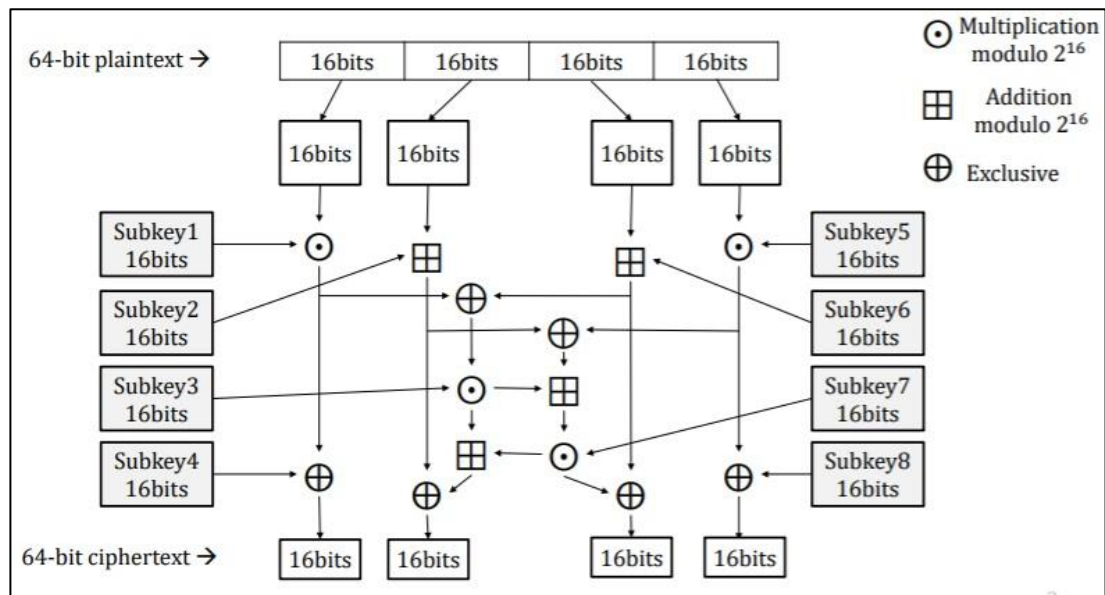 64-bit plaintext →
16bits 16bits 16bits 16bits
Multiplication
modulo 2¹⁶
Addition
modulo 2¹⁶
Exclusive
16bits 16bits 16bits 16bits
Subkey1
16bits
Subkey5
16bits
Subkey2
16bits
Subkey6
16bits
Subkey3
16bits
Subkey7
16bits
Subkey4
16bits
Subkey8
16bits
64-bit ciphertext →
16bits 16bits 16bits 16bits